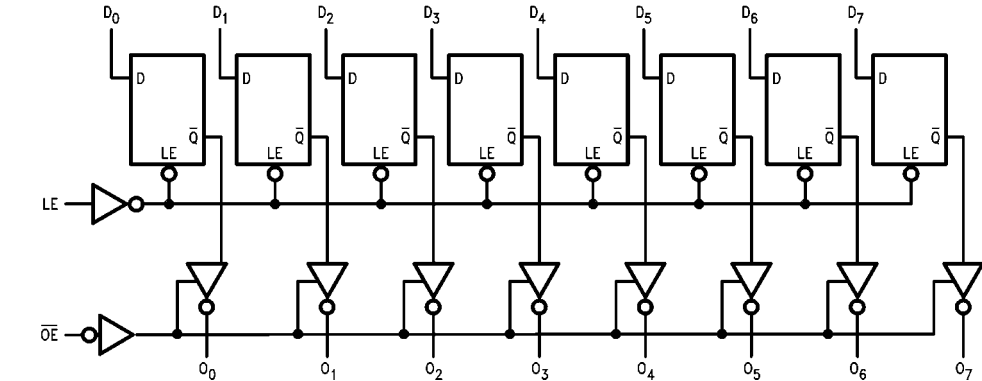 D0 D1 D2 D3 D4 D5 D6 D7
D D D D D D D D
Q̅ Q̅ Q̅ Q̅ Q̅ Q̅ Q̅ Q̅
LE LE LE LE LE LE LE LE
LE
O̅E̅
O0 O1 O2 O3 O4 O5 O6 O7